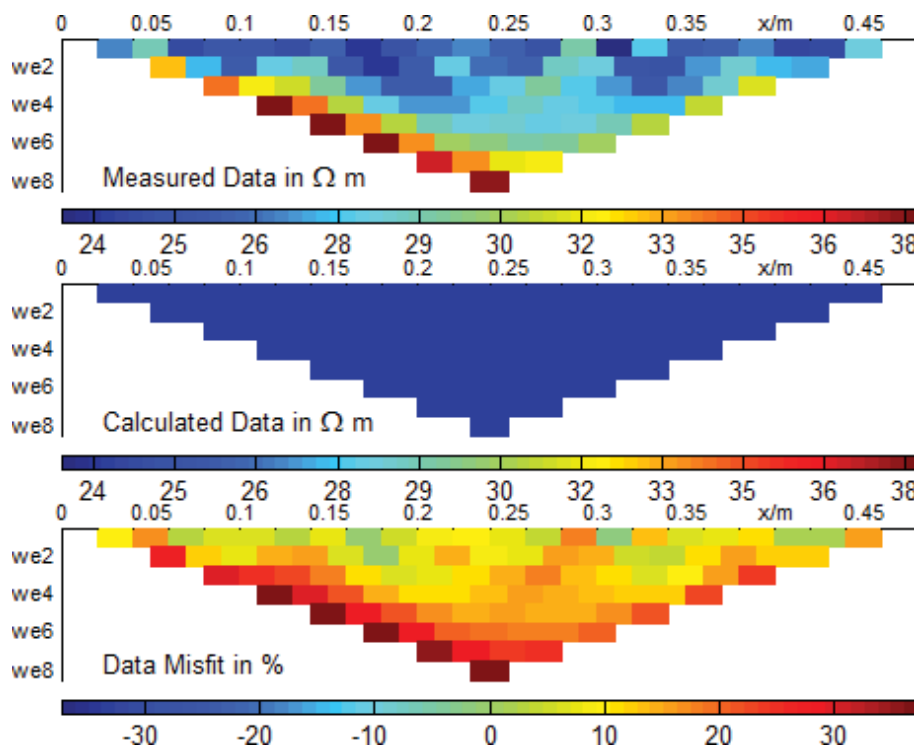 0 0.05 0.1 0.15 0.2 0.25 0.3 0.35 x/m 0.45
we2
we4
we6
we8
Measured Data in Ω m
24 25 26 28 29 30 32 33 35 36 38
0 0.05 0.1 0.15 0.2 0.25 0.3 0.35 x/m 0.45
we2
we4
we6
we8
Calculated Data in Ω m
24 25 26 28 29 30 32 33 35 36 38
0 0.05 0.1 0.15 0.2 0.25 0.3 0.35 x/m 0.45
we2
we4
we6
we8
Data Misfit in %
-30 -20 -10 0 10 20 30